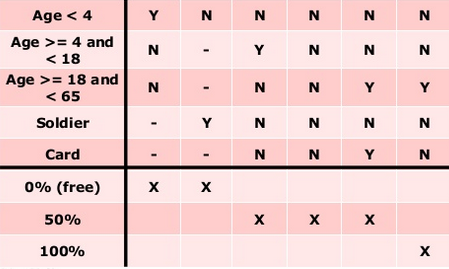 Age < 4 Y N N N N N
Age >= 4 and
< 18 N - Y N N N
Age >= 18 and
< 65 N - N N Y Y
Soldier - Y N N N N
Card - - N N Y N
0% (free) X X
50% X X X
100% X